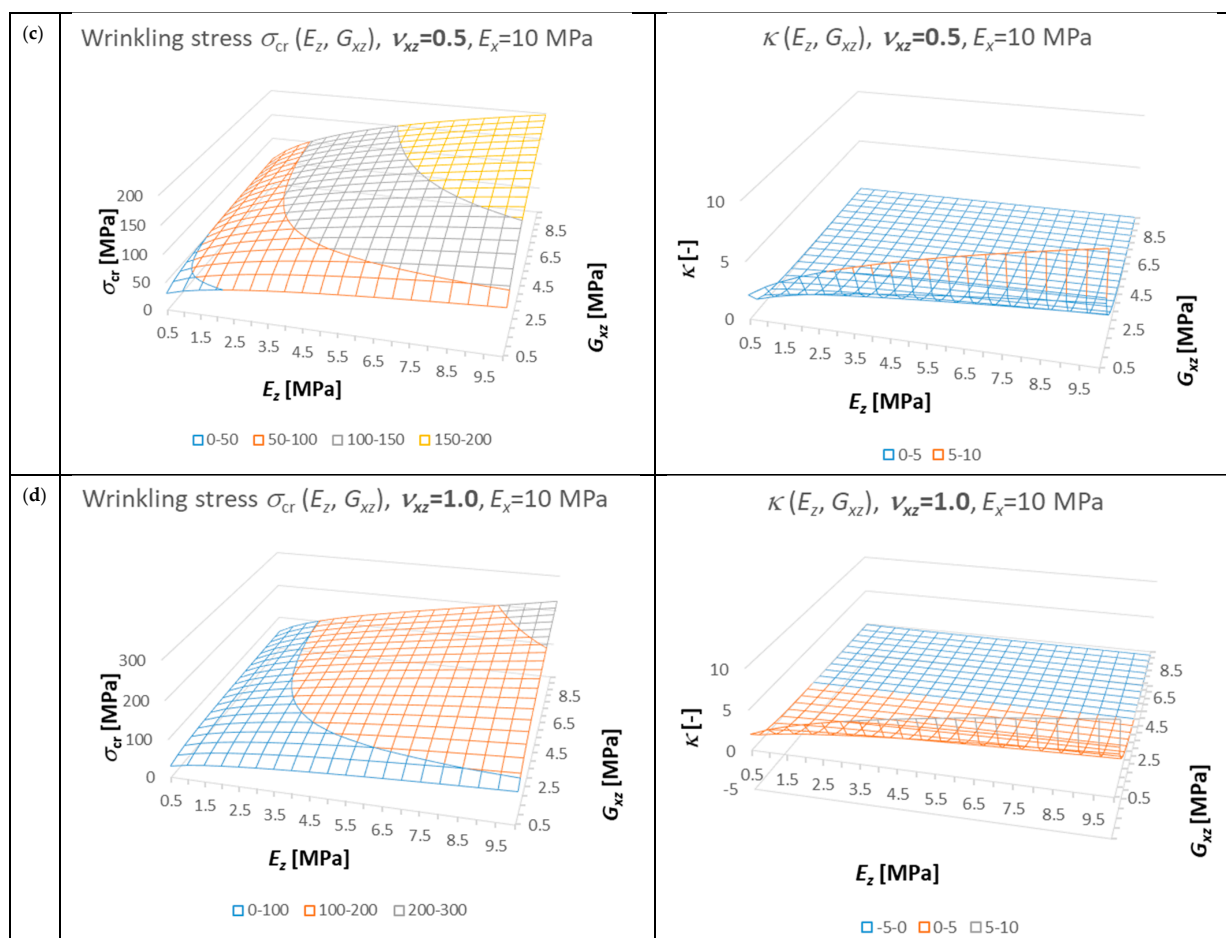 (c)
Wrinkling stress σcr (Ez, Gxz), νxz=0.5, Ex=10 MPa
200
150
100
50
0
σcr [MPa]
0.5 1.5 2.5 3.5 4.5 5.5 6.5 7.5 8.5 9.5
Ez [MPa]
8.5
6.5
4.5
2.5
0.5
Gxz [MPa]
0-50 50-100 100-150 150-200
κ (Ez, Gxz), νxz=0.5, Ex=10 MPa
10
5
0
κ [-]
0.5 1.5 2.5 3.5 4.5 5.5 6.5 7.5 8.5 9.5
Ez [MPa]
8.5
6.5
4.5
2.5
0.5
Gxz [MPa]
0-5 5-10
(d)
Wrinkling stress σcr (Ez, Gxz), νxz=1.0, Ex=10 MPa
300
200
100
0
σcr [MPa]
0.5 1.5 2.5 3.5 4.5 5.5 6.5 7.5 8.5 9.5
Ez [MPa]
8.5
6.5
4.5
2.5
0.5
Gxz [MPa]
0-100 100-200 200-300
κ (Ez, Gxz), νxz=1.0, Ex=10 MPa
10
5
0
-5
κ [-]
0.5 1.5 2.5 3.5 4.5 5.5 6.5 7.5 8.5 9.5
Ez [MPa]
8.5
6.5
4.5
2.5
0.5
Gxz [MPa]
-5-0 0-5 5-10